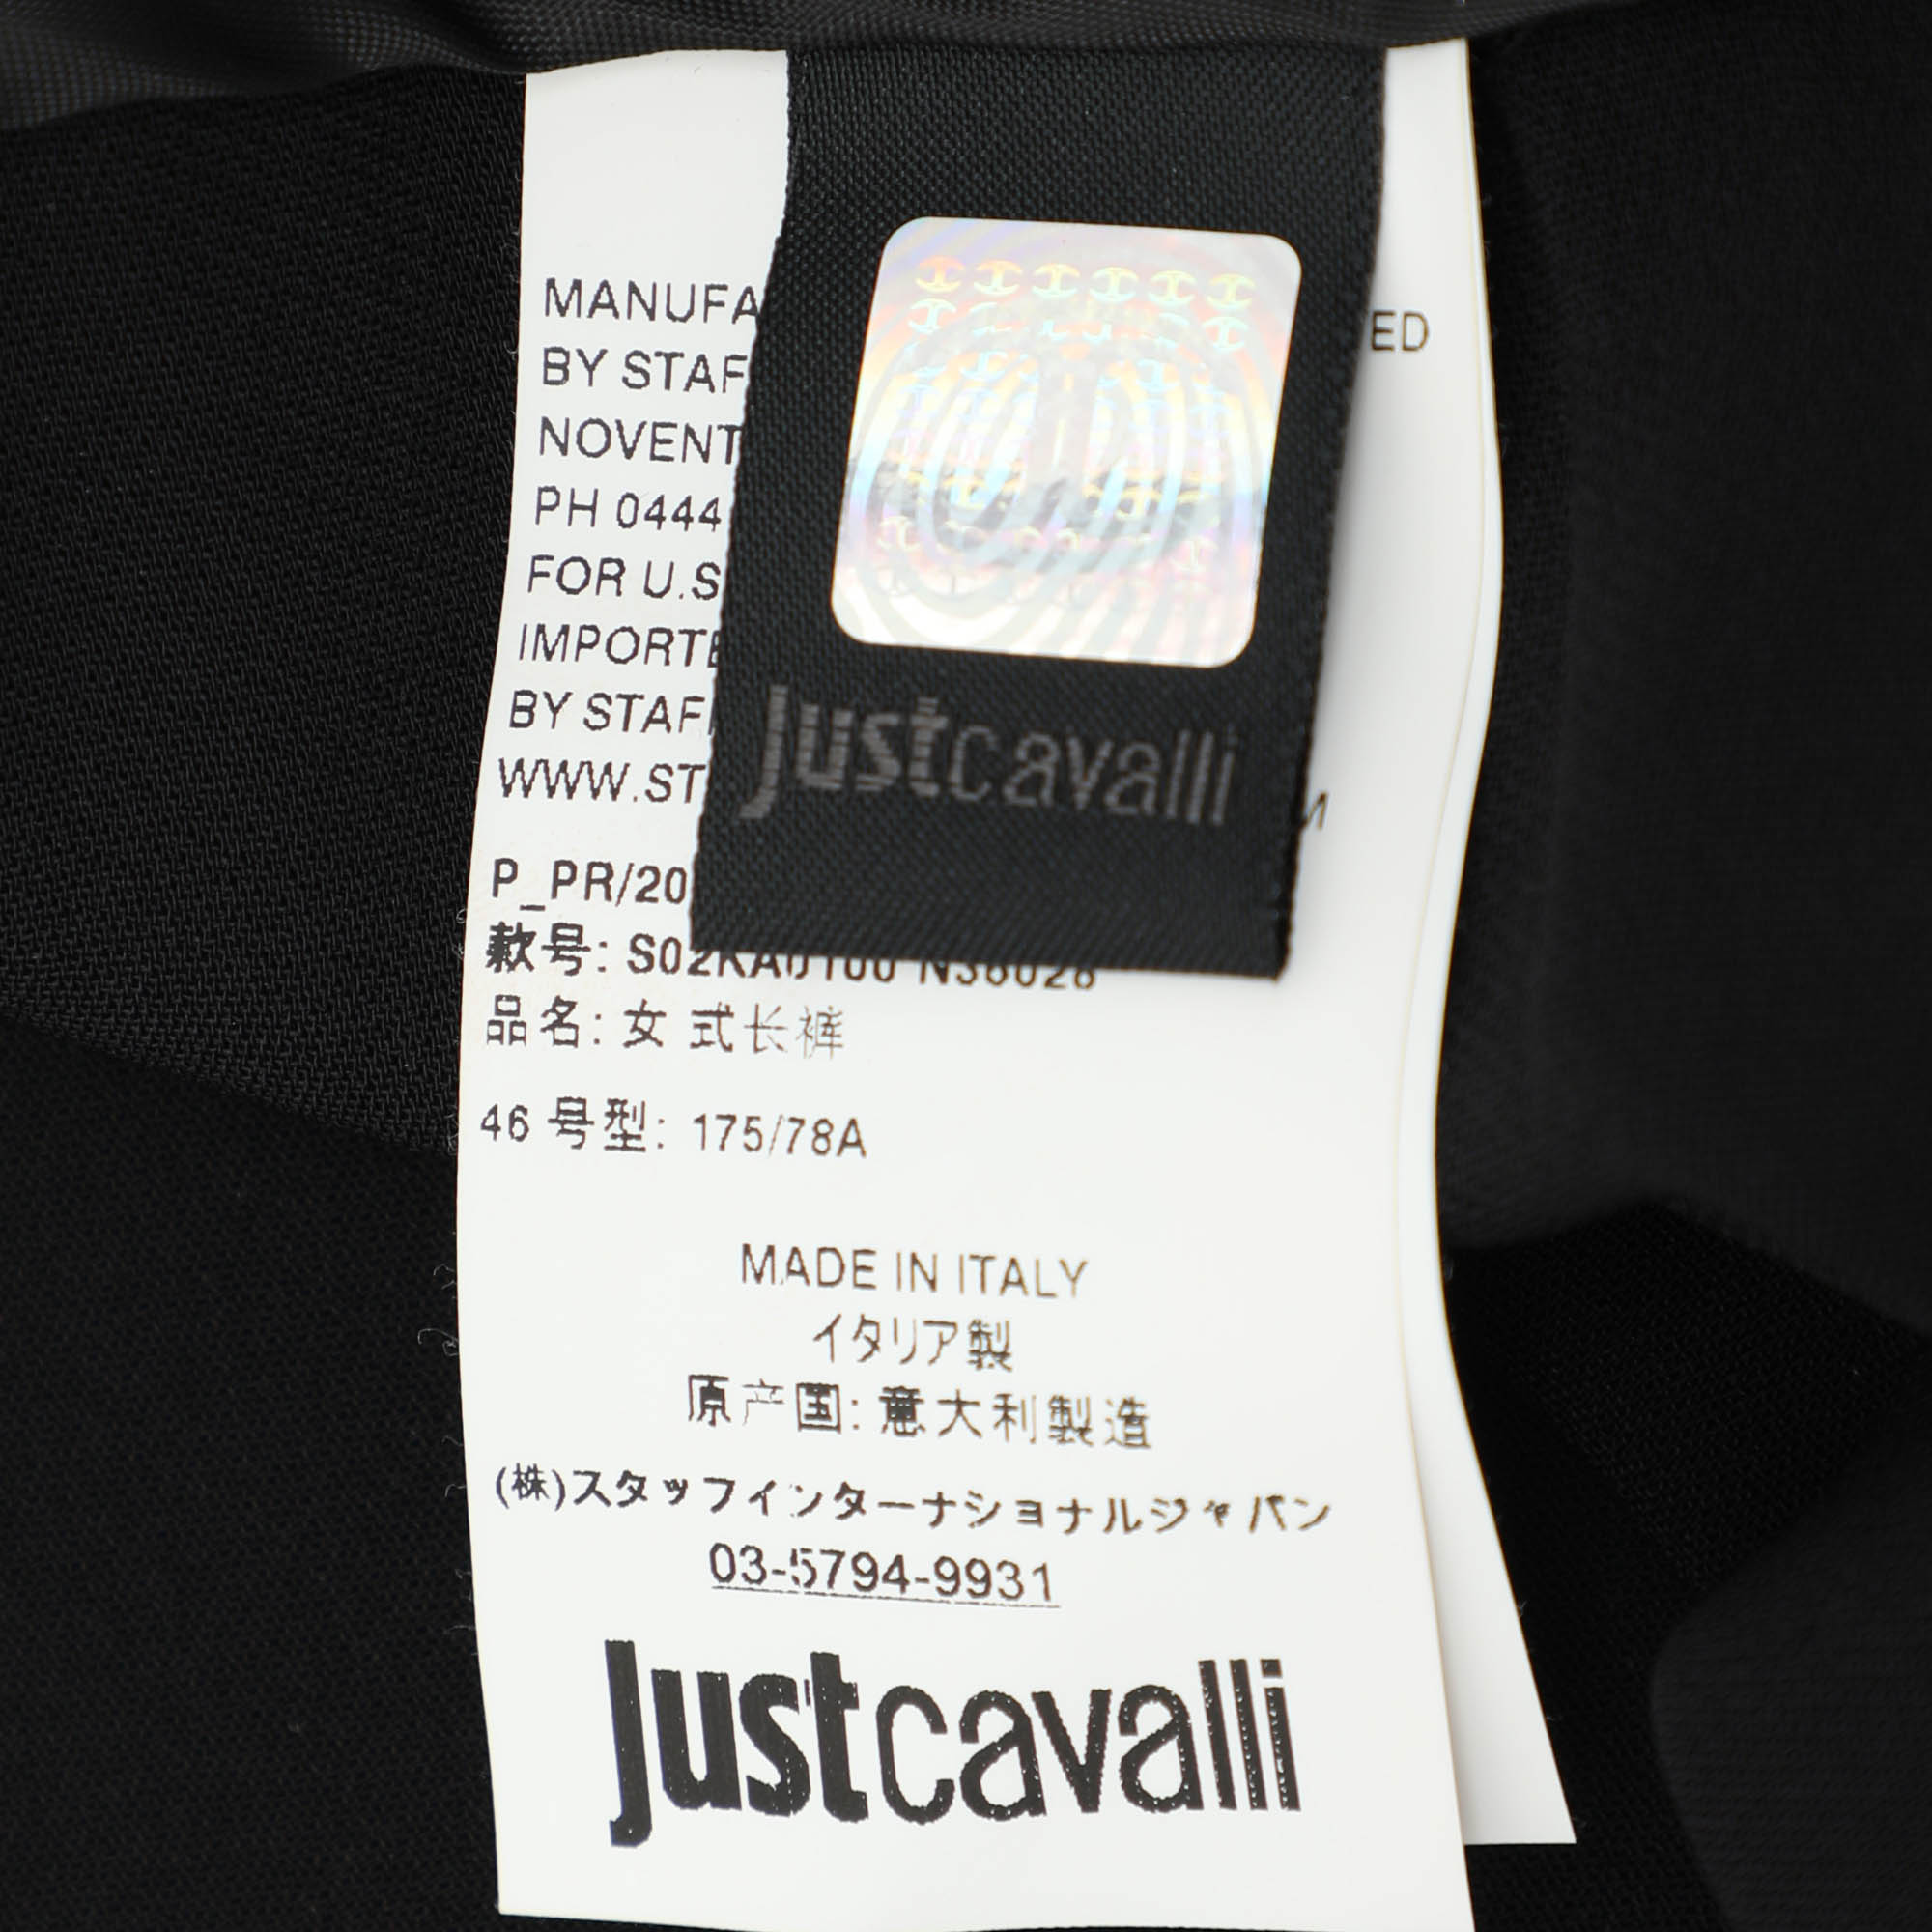 MANUFA
ED
BY STAF
NOVENT
PH 0444
FOR U.S
IMPORTE
BY STAF
WWW.ST
M
justcavalli
P_PR/20
款号: S02KA0100 N38028
品名: 女 式长裤
46 号型: 175/78A
MADE IN ITALY
イタリア製
原产国: 意大利製造
(株)スタッフインターナショナルジャパン
03-5794-9931
justcavalli